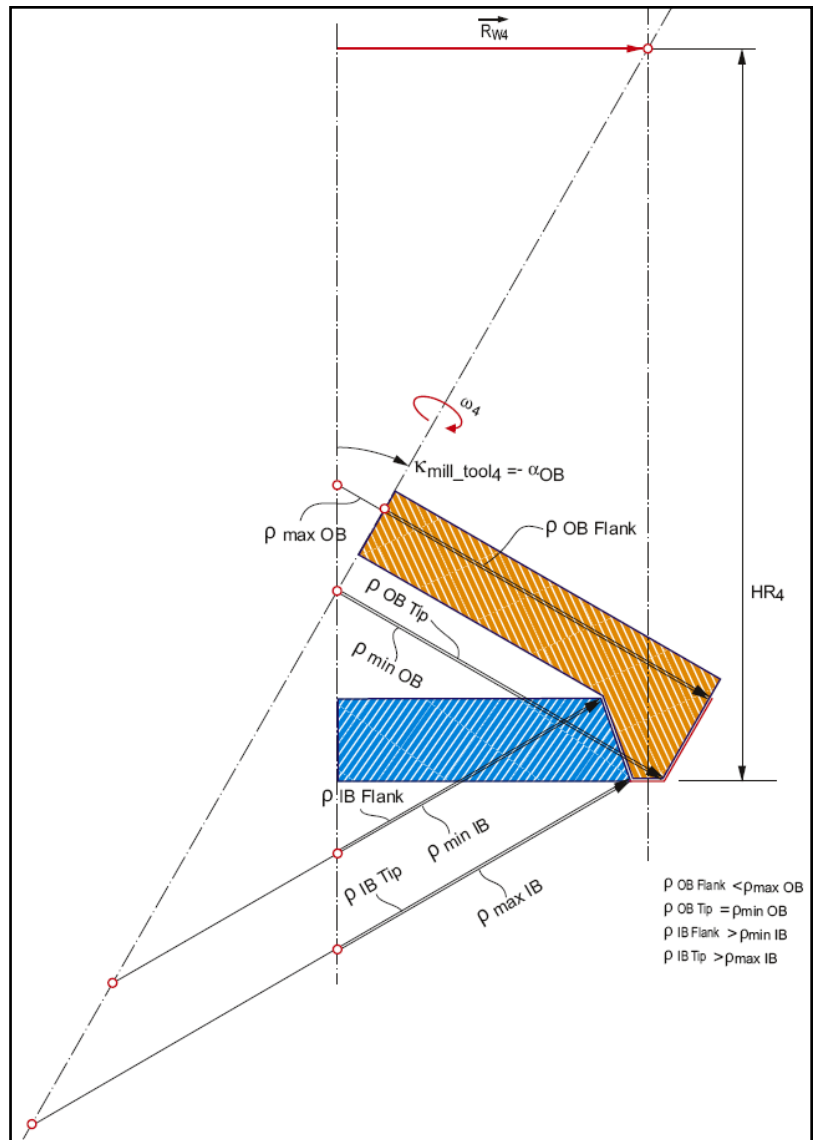 R_W4
ω4
κmill_tool4 =- αOB
ρ max OB
ρ OB Flank
ρ OB Tip
ρ min OB
HR4
ρ IB Flank
ρ min IB
ρ IB Tip
ρ max IB
ρ OB Flank <ρmax OB
ρ OB Tip =ρmin OB
ρ IB Flank >ρmin IB
ρ IB Tip >ρmax IB